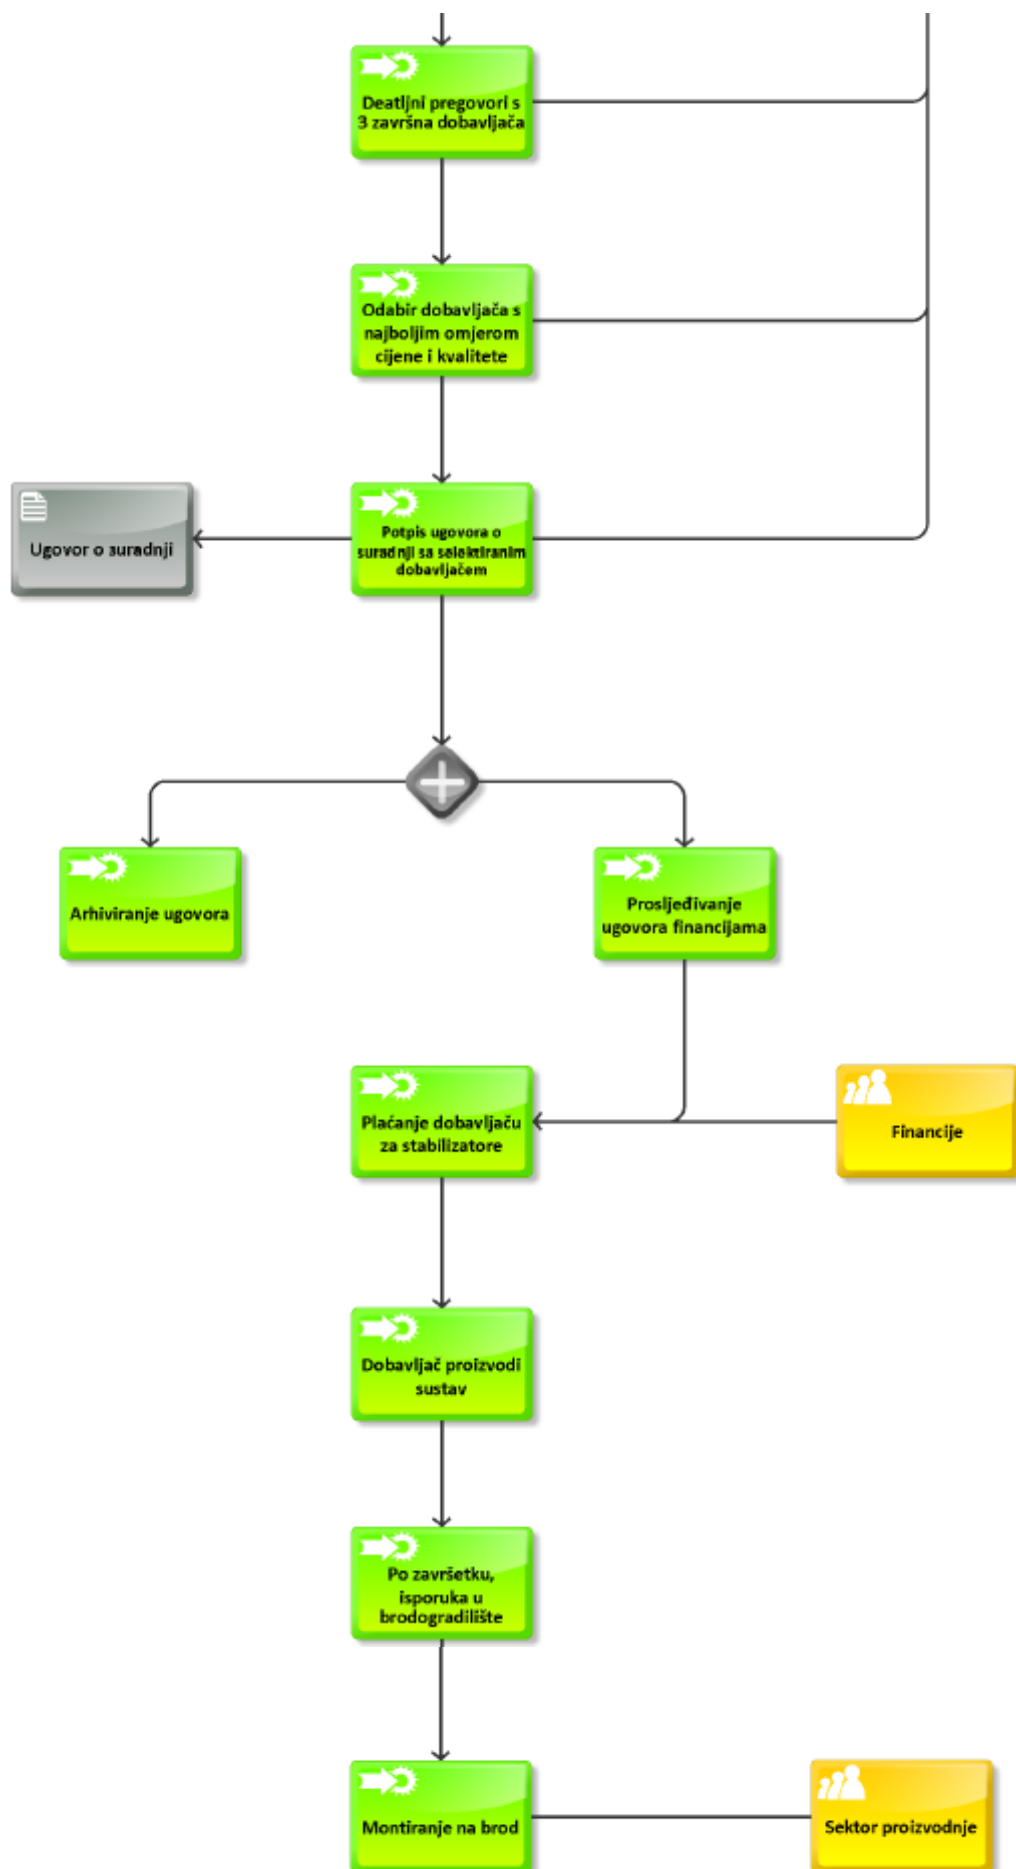 Deatljni pregovori s
3 završna dobavljača
Odabir dobavljača s
najboljim omjerom
cijene i kvalitete
Ugovor o suradnji
Potpis ugovora o
suradnji sa selektiranim
dobavljačem
Arhiviranje ugovora
Prosljeđivanje
ugovora financijama
Plaćanje dobavljaču
za stabilizatore
Financije
Dobavljač proizvodi
sustav
Po završetku,
isporuka u
brodogradilište
Montiranje na brod
Sektor proizvodnje